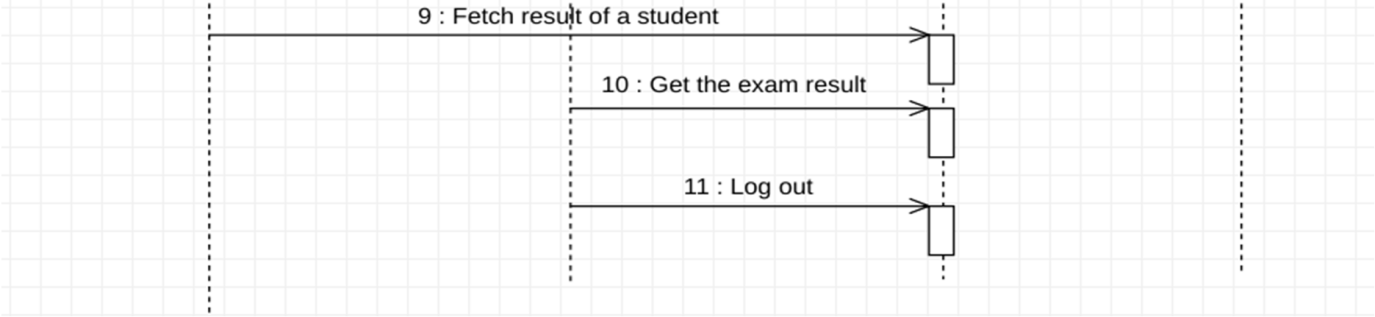 9 : Fetch result of a student
10 : Get the exam result
11 : Log out